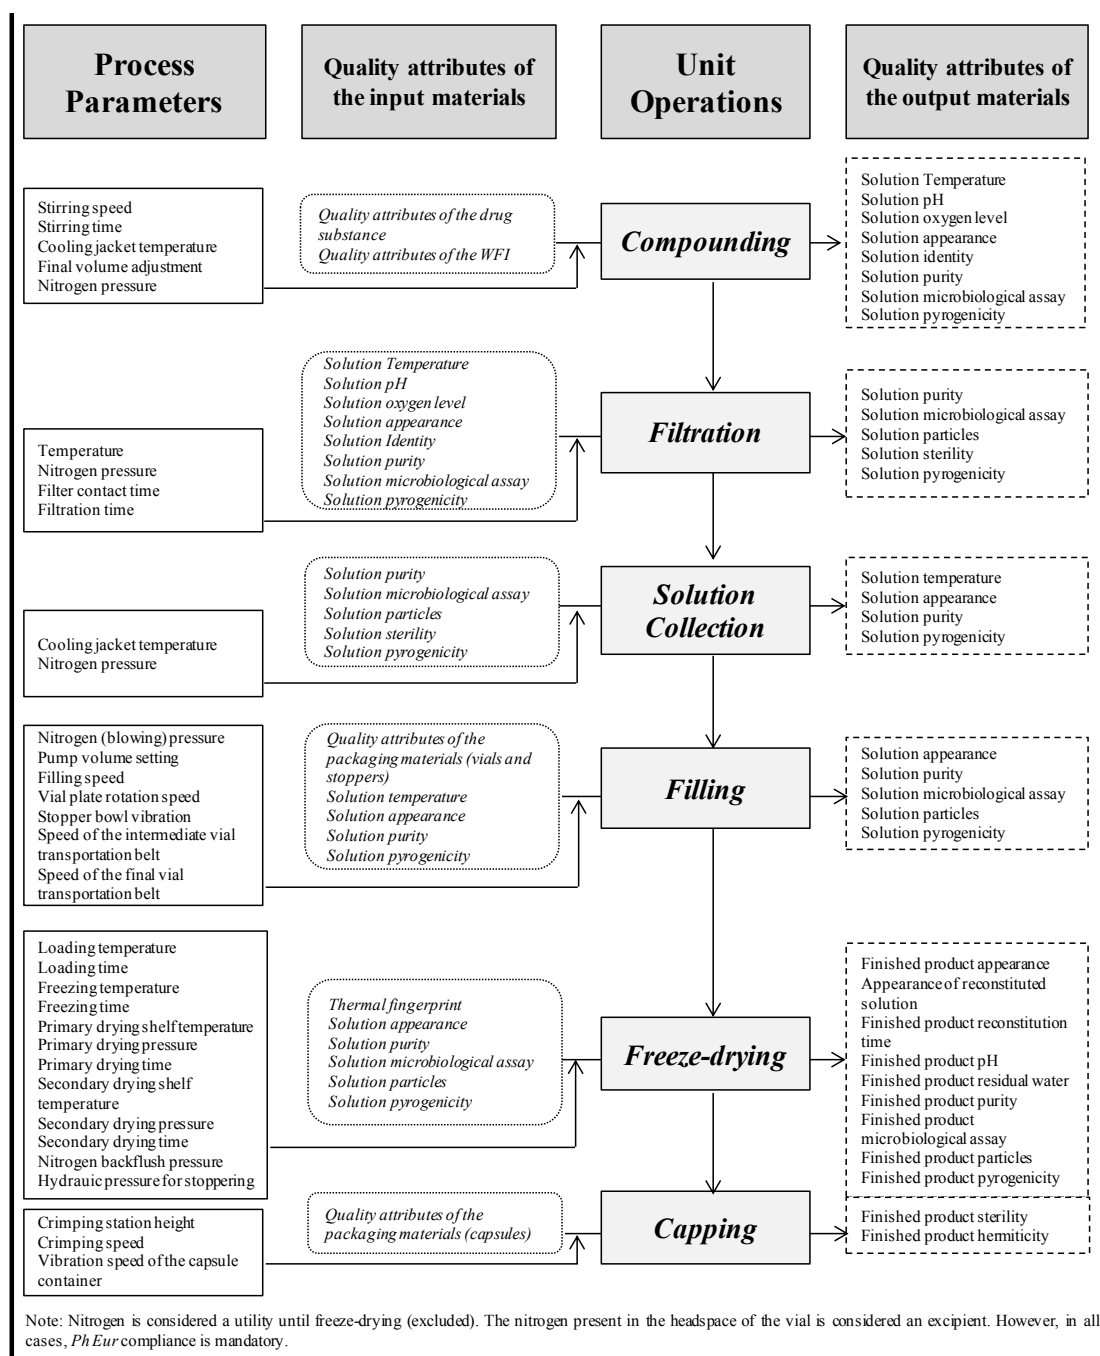 Process
Parameters
Quality attributes of
the input materials
Unit
Operations
Quality attributes of
the output materials
Stirring speed
Stirring time
Cooling jacket temperature
Final volume adjustment
Nitrogen pressure
Quality attributes of the drug
substance
Quality attributes of the WFI
Compounding
Solution Temperature
Solution pH
Solution oxygen level
Solution appearance
Solution identity
Solution purity
Solution microbiological assay
Solution pyrogenicity
Temperature
Nitrogen pressure
Filter contact time
Filtration time
Solution Temperature
Solution pH
Solution oxygen level
Solution appearance
Solution Identity
Solution purity
Solution microbiological assay
Solution pyrogenicity
Filtration
Solution purity
Solution microbiological assay
Solution particles
Solution sterility
Solution pyrogenicity
Cooling jacket temperature
Nitrogen pressure
Solution purity
Solution microbiological assay
Solution particles
Solution sterility
Solution pyrogenicity
Solution
Collection
Solution temperature
Solution appearance
Solution purity
Solution pyrogenicity
Nitrogen (blowing) pressure
Pump volume setting
Filling speed
Vial plate rotation speed
Stopper bowl vibration
Speed of the intermediate vial
transportation belt
Speed of the final vial
transportation belt
Quality attributes of the
packaging materials (vials and
stoppers)
Solution temperature
Solution appearance
Solution purity
Solution pyrogenicity
Filling
Solution appearance
Solution purity
Solution microbiological assay
Solution particles
Solution pyrogenicity
Loading temperature
Loading time
Freezing temperature
Freezing time
Primary drying shelf temperature
Primary drying pressure
Primary drying time
Secondary drying shelf
temperature
Secondary drying pressure
Secondary drying time
Nitrogen backflush pressure
Hydrauic pressure for stoppering
Thermal fingerprint
Solution appearance
Solution purity
Solution microbiological assay
Solution particles
Solution pyrogenicity
Freeze-drying
Finished product appearance
Appearance of reconstituted
solution
Finished product reconstitution
time
Finished product pH
Finished product residual water
Finished product purity
Finished product
microbiological assay
Finished product particles
Finished product pyrogenicity
Crimping station height
Crimping speed
Vibration speed of the capsule
container
Quality attributes of the
packaging materials (capsules)
Capping
Finished product sterility
Finished product hermiticity
Note: Nitrogen is considered a utility until freeze-drying (excluded). The nitrogen present in the headspace of the vial is considered an excipient. However, in all
cases, PhEur compliance is mandatory.